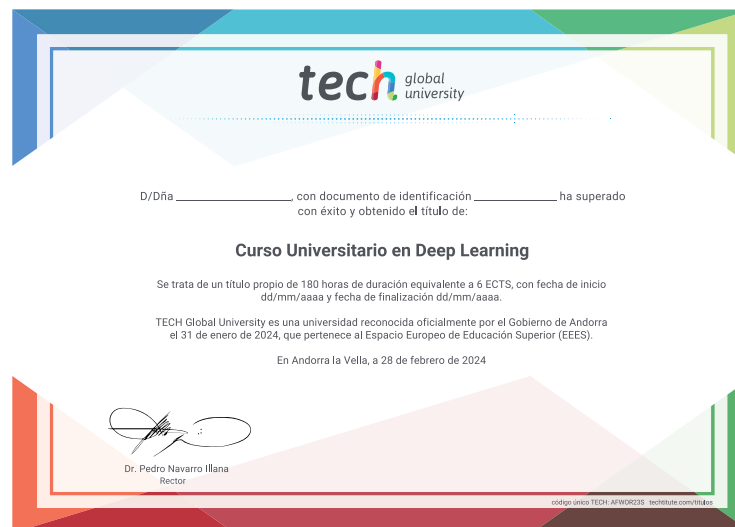 tech global university
D/Dña ____________________, con documento de identificación ______________ ha superado
con éxito y obtenido el título de:
Curso Universitario en Deep Learning
Se trata de un título propio de 180 horas de duración equivalente a 6 ECTS, con fecha de inicio
dd/mm/aaaa y fecha de finalización dd/mm/aaaa.
TECH Global University es una universidad reconocida oficialmente por el Gobierno de Andorra
el 31 de enero de 2024, que pertenece al Espacio Europeo de Educación Superior (EEES).
En Andorra la Vella, a 28 de febrero de 2024
Dr. Pedro Navarro Illana
Rector
código único TECH: AFWOR23S techtitute.com/titulos